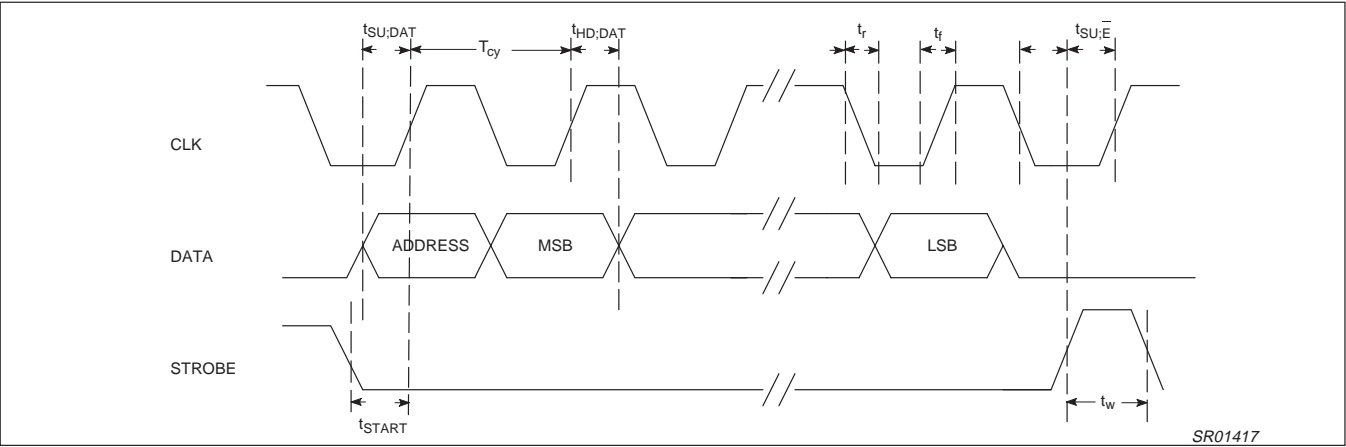 tSU;DAT
Tcy
tHD;DAT
tr
tf
tSU;E̅
CLK
DATA
ADDRESS
MSB
LSB
STROBE
tSTART
tw
SR01417